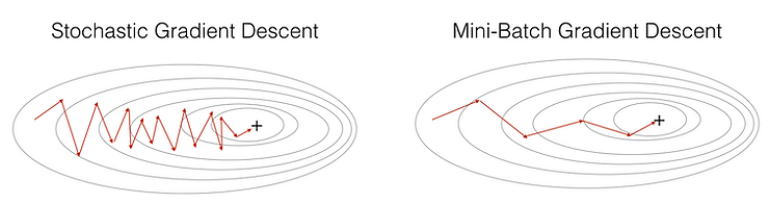 Stochastic Gradient Descent
Mini-Batch Gradient Descent